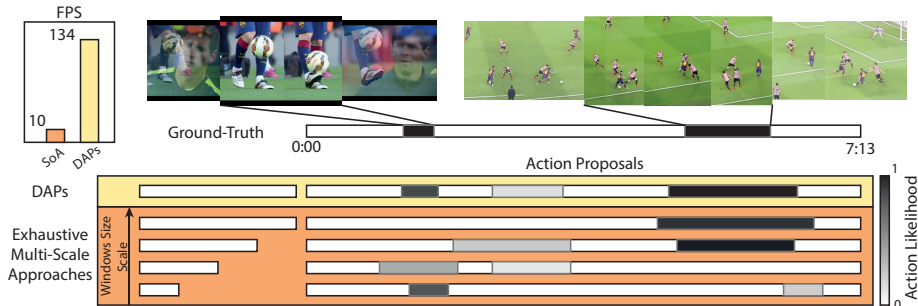 FPS
134
10
SoA
DAPs
Ground-Truth
0:00
7:13
Action Proposals
DAPs
Exhaustive
Multi-Scale
Approaches
Windows Size
Scale
1
0
Action Likelihood